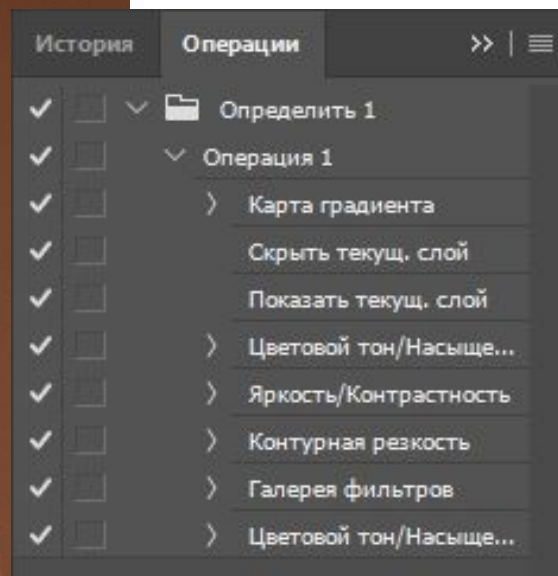 История Операции
Определить 1
Операция 1
Карта градиента
Скрыть текущ. слой
Показать текущ. слой
Цветовой тон/Насыще...
Яркость/Контрастность
Контурная резкость
Галерея фильтров
Цветовой тон/Насыще...